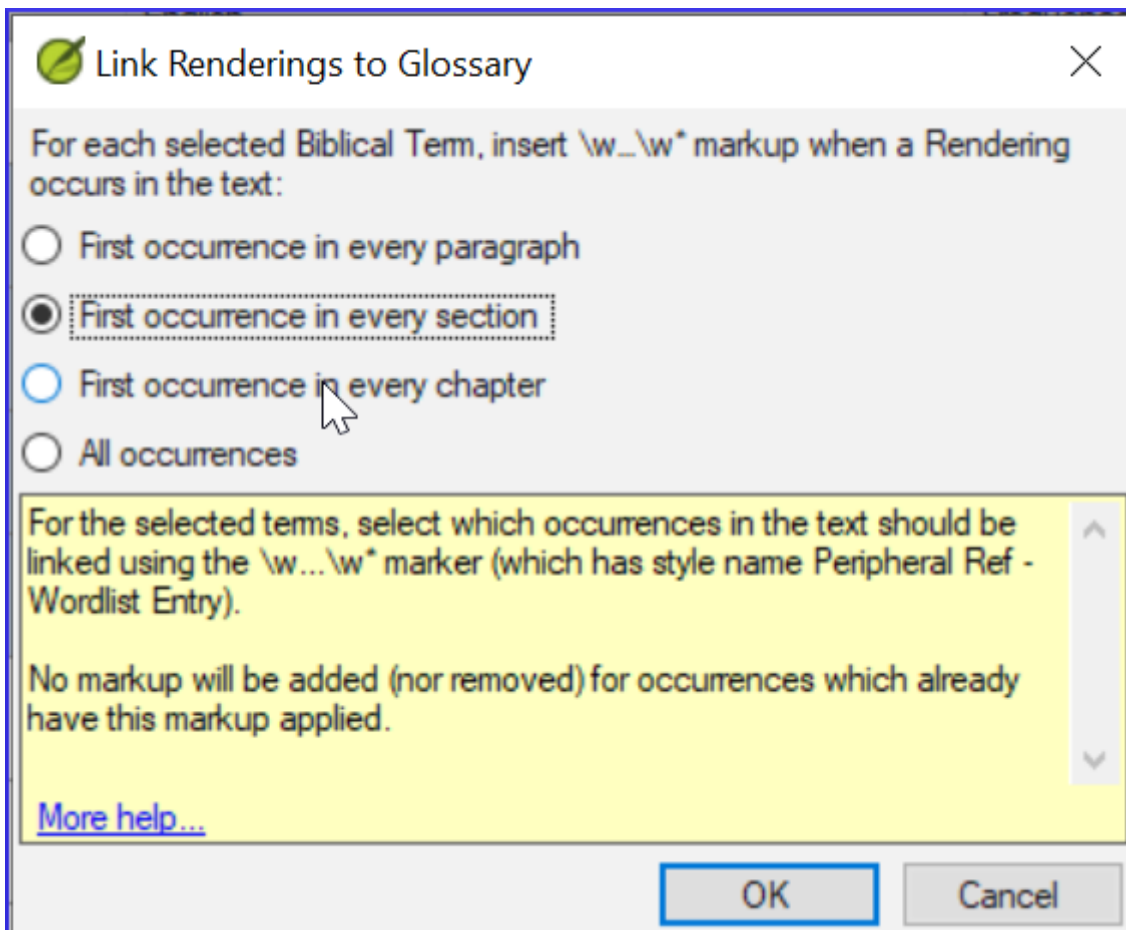 Link Renderings to Glossary
For each selected Biblical Term, insert \w...\w* markup when a Rendering
occurs in the text:
First occurrence in every paragraph
First occurrence in every section
First occurrence in every chapter
All occurrences
For the selected terms, select which occurrences in the text should be
linked using the \w...\w* marker (which has style name Peripheral Ref -
Wordlist Entry).
No markup will be added (nor removed) for occurrences which already
have this markup applied.
More help...
OK Cancel